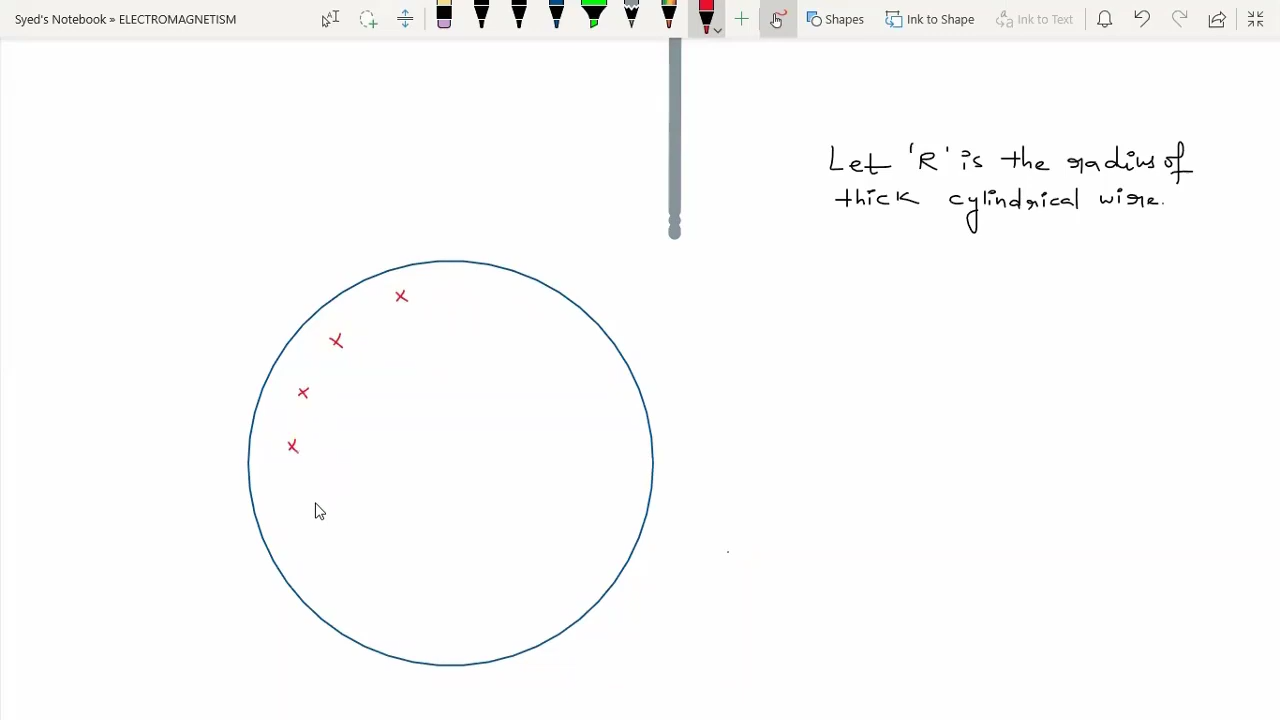 Syed's Notebook » ELECTROMAGNETISM
Shapes
Ink to Shape
Ink to Text
Let 'R' is the radius of
thick cylindrical wire.